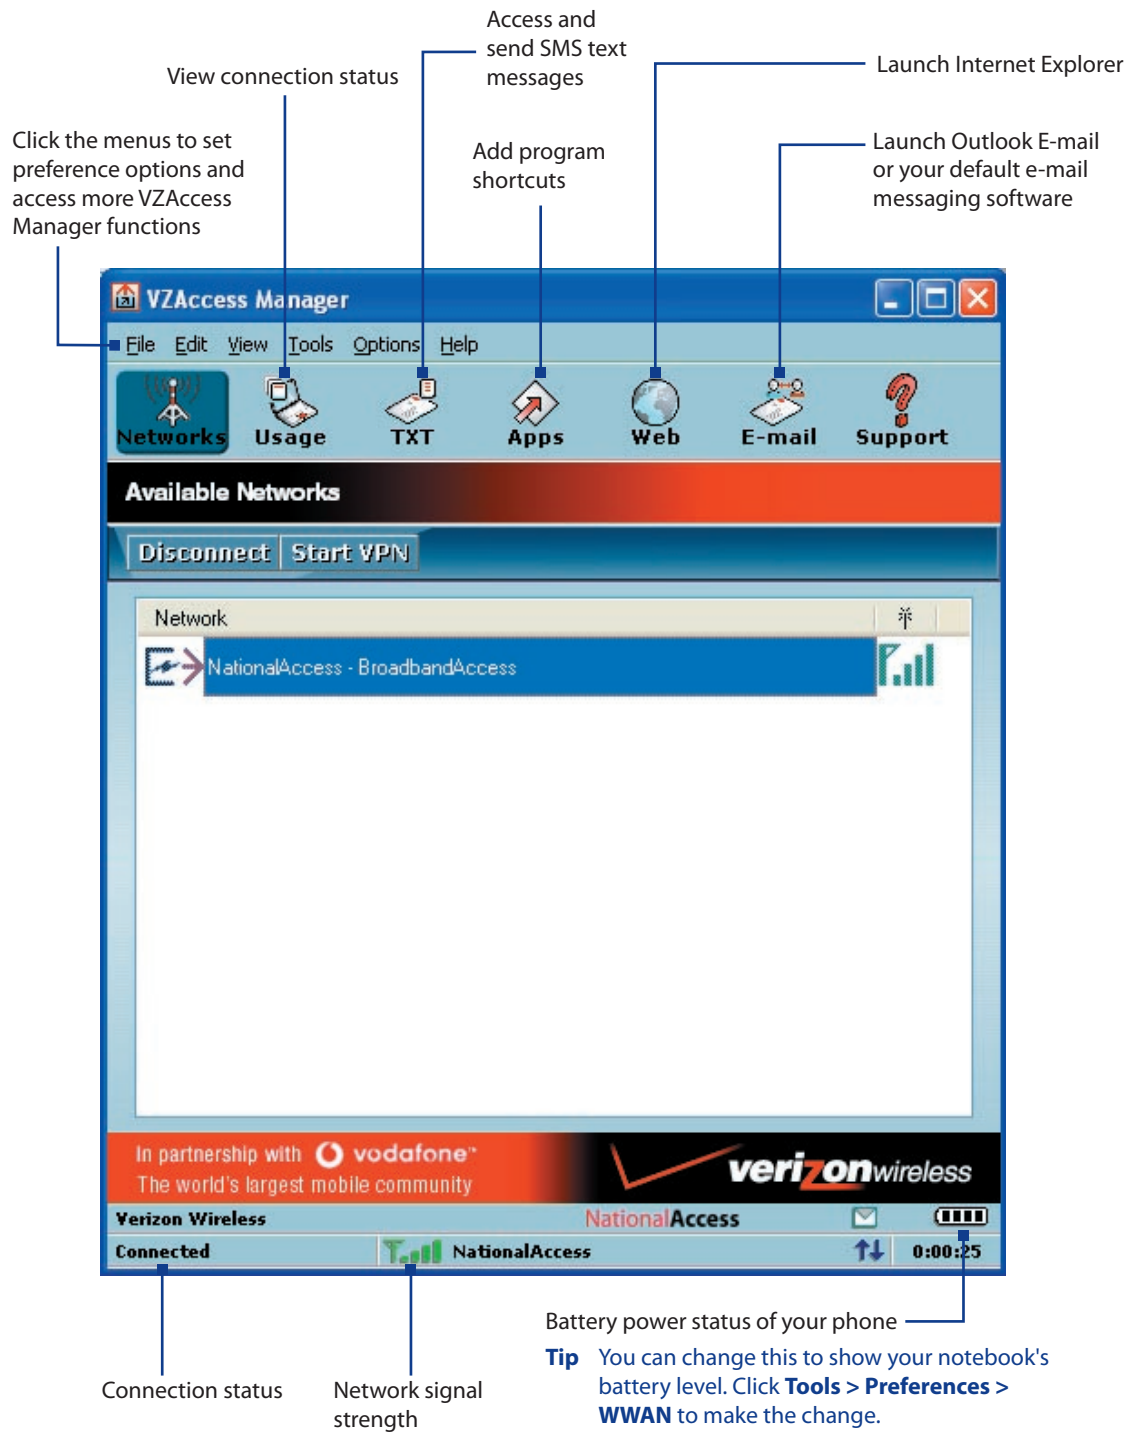 Access and
send SMS text
messages
View connection status
Launch Internet Explorer
Click the menus to set
preference options and
access more VZAccess
Manager functions
Add program
shortcuts
Launch Outlook E-mail
or your default e-mail
messaging software
VZAccess Manager
File Edit View Tools Options Help
Networks Usage TXT Apps Web E-mail Support
Available Networks
Disconnect Start VPN
Network
NationalAccess - BroadbandAccess
In partnership with vodafone™
The world's largest mobile community
verizonwireless
Verizon Wireless NationalAccess
Connected NationalAccess 0:00:25
Battery power status of your phone
Tip You can change this to show your notebook's
battery level. Click Tools > Preferences >
WWAN to make the change.
Connection status
Network signal
strength